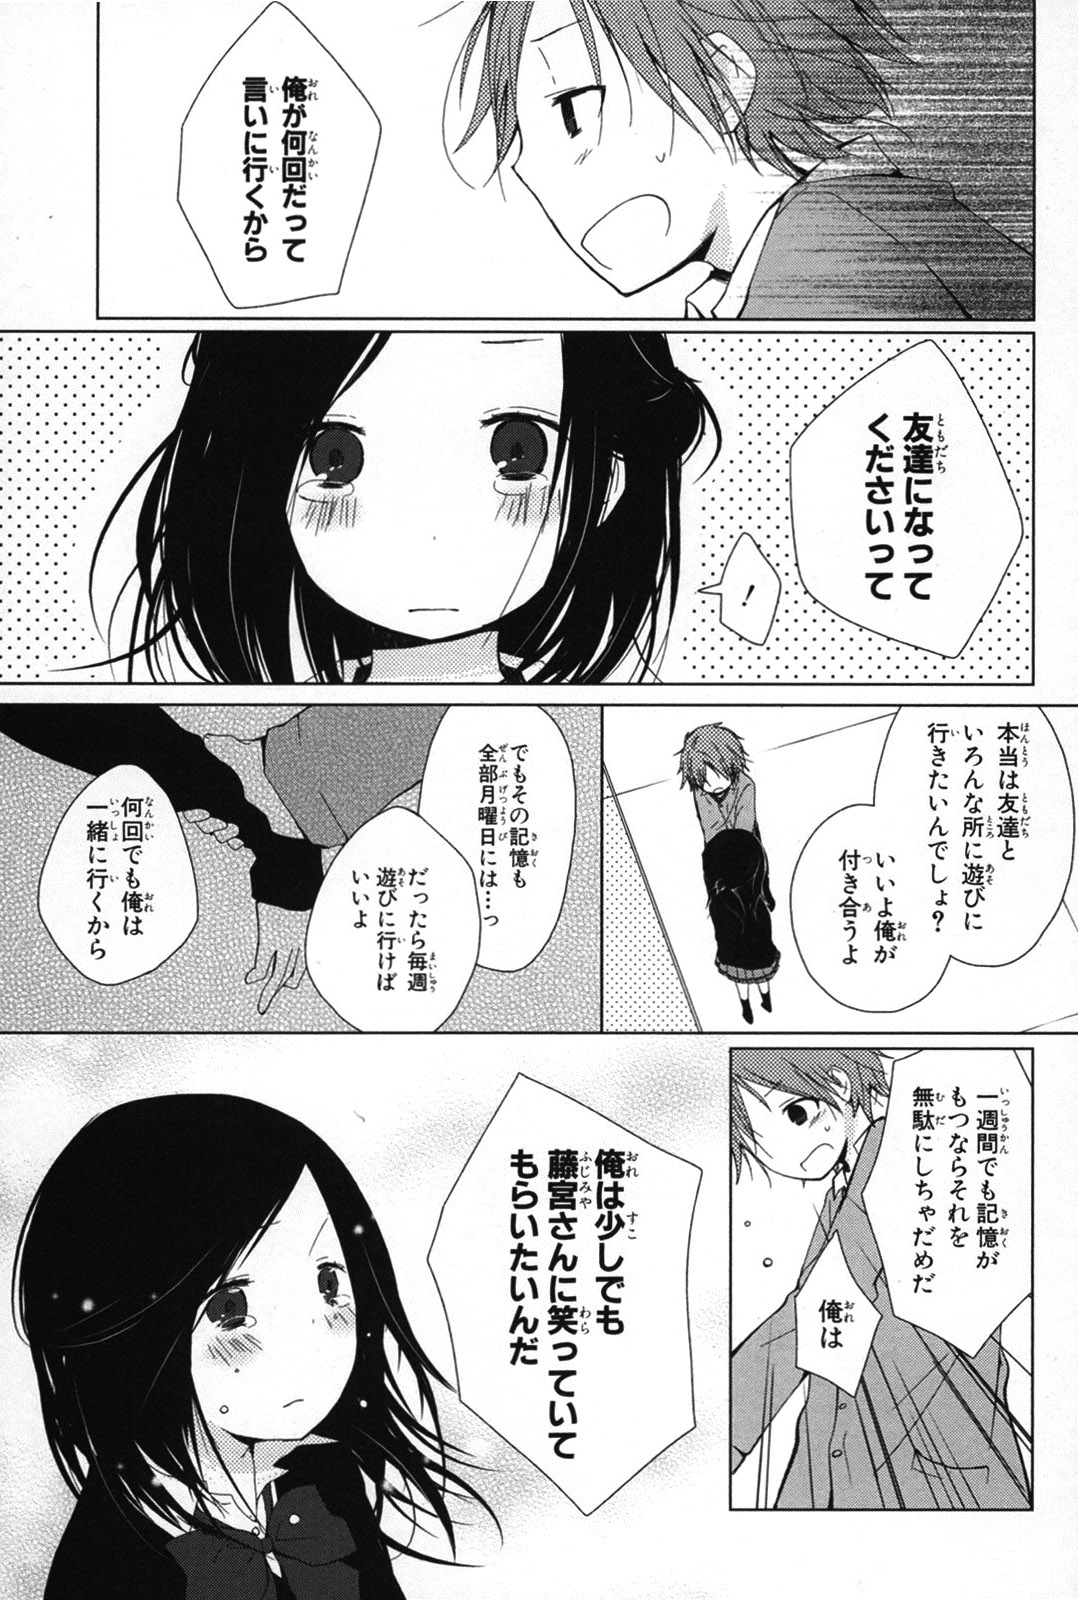 俺が何回だって
言いに行くから
友達になって
くださいって
！
本当は友達と
いろんな所に遊びに
行きたいんでしょ？
いいよ俺が
付き合うよ
でもその記憶も
全部月曜日には…っ
だったら毎週
遊びに行けば
いいよ
何回でも俺は
一緒に行くから
一週間でも記憶が
もつならそれを
無駄にしちゃだめだ
俺は
俺は少しでも
藤宮さんに笑っていて
もらいたいんだ